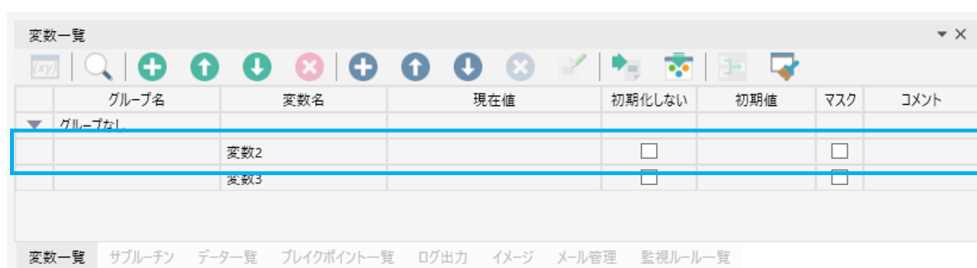 変数一覧
(xy)
グループ名 変数名 現在値 初期化しない 初期値 マスク コメント
グループなし
変数2
変数3
変数一覧 サブルーチン データ一覧 ブレイクポイント一覧 ログ出力 イメージ メール管理 監視ルール一覧